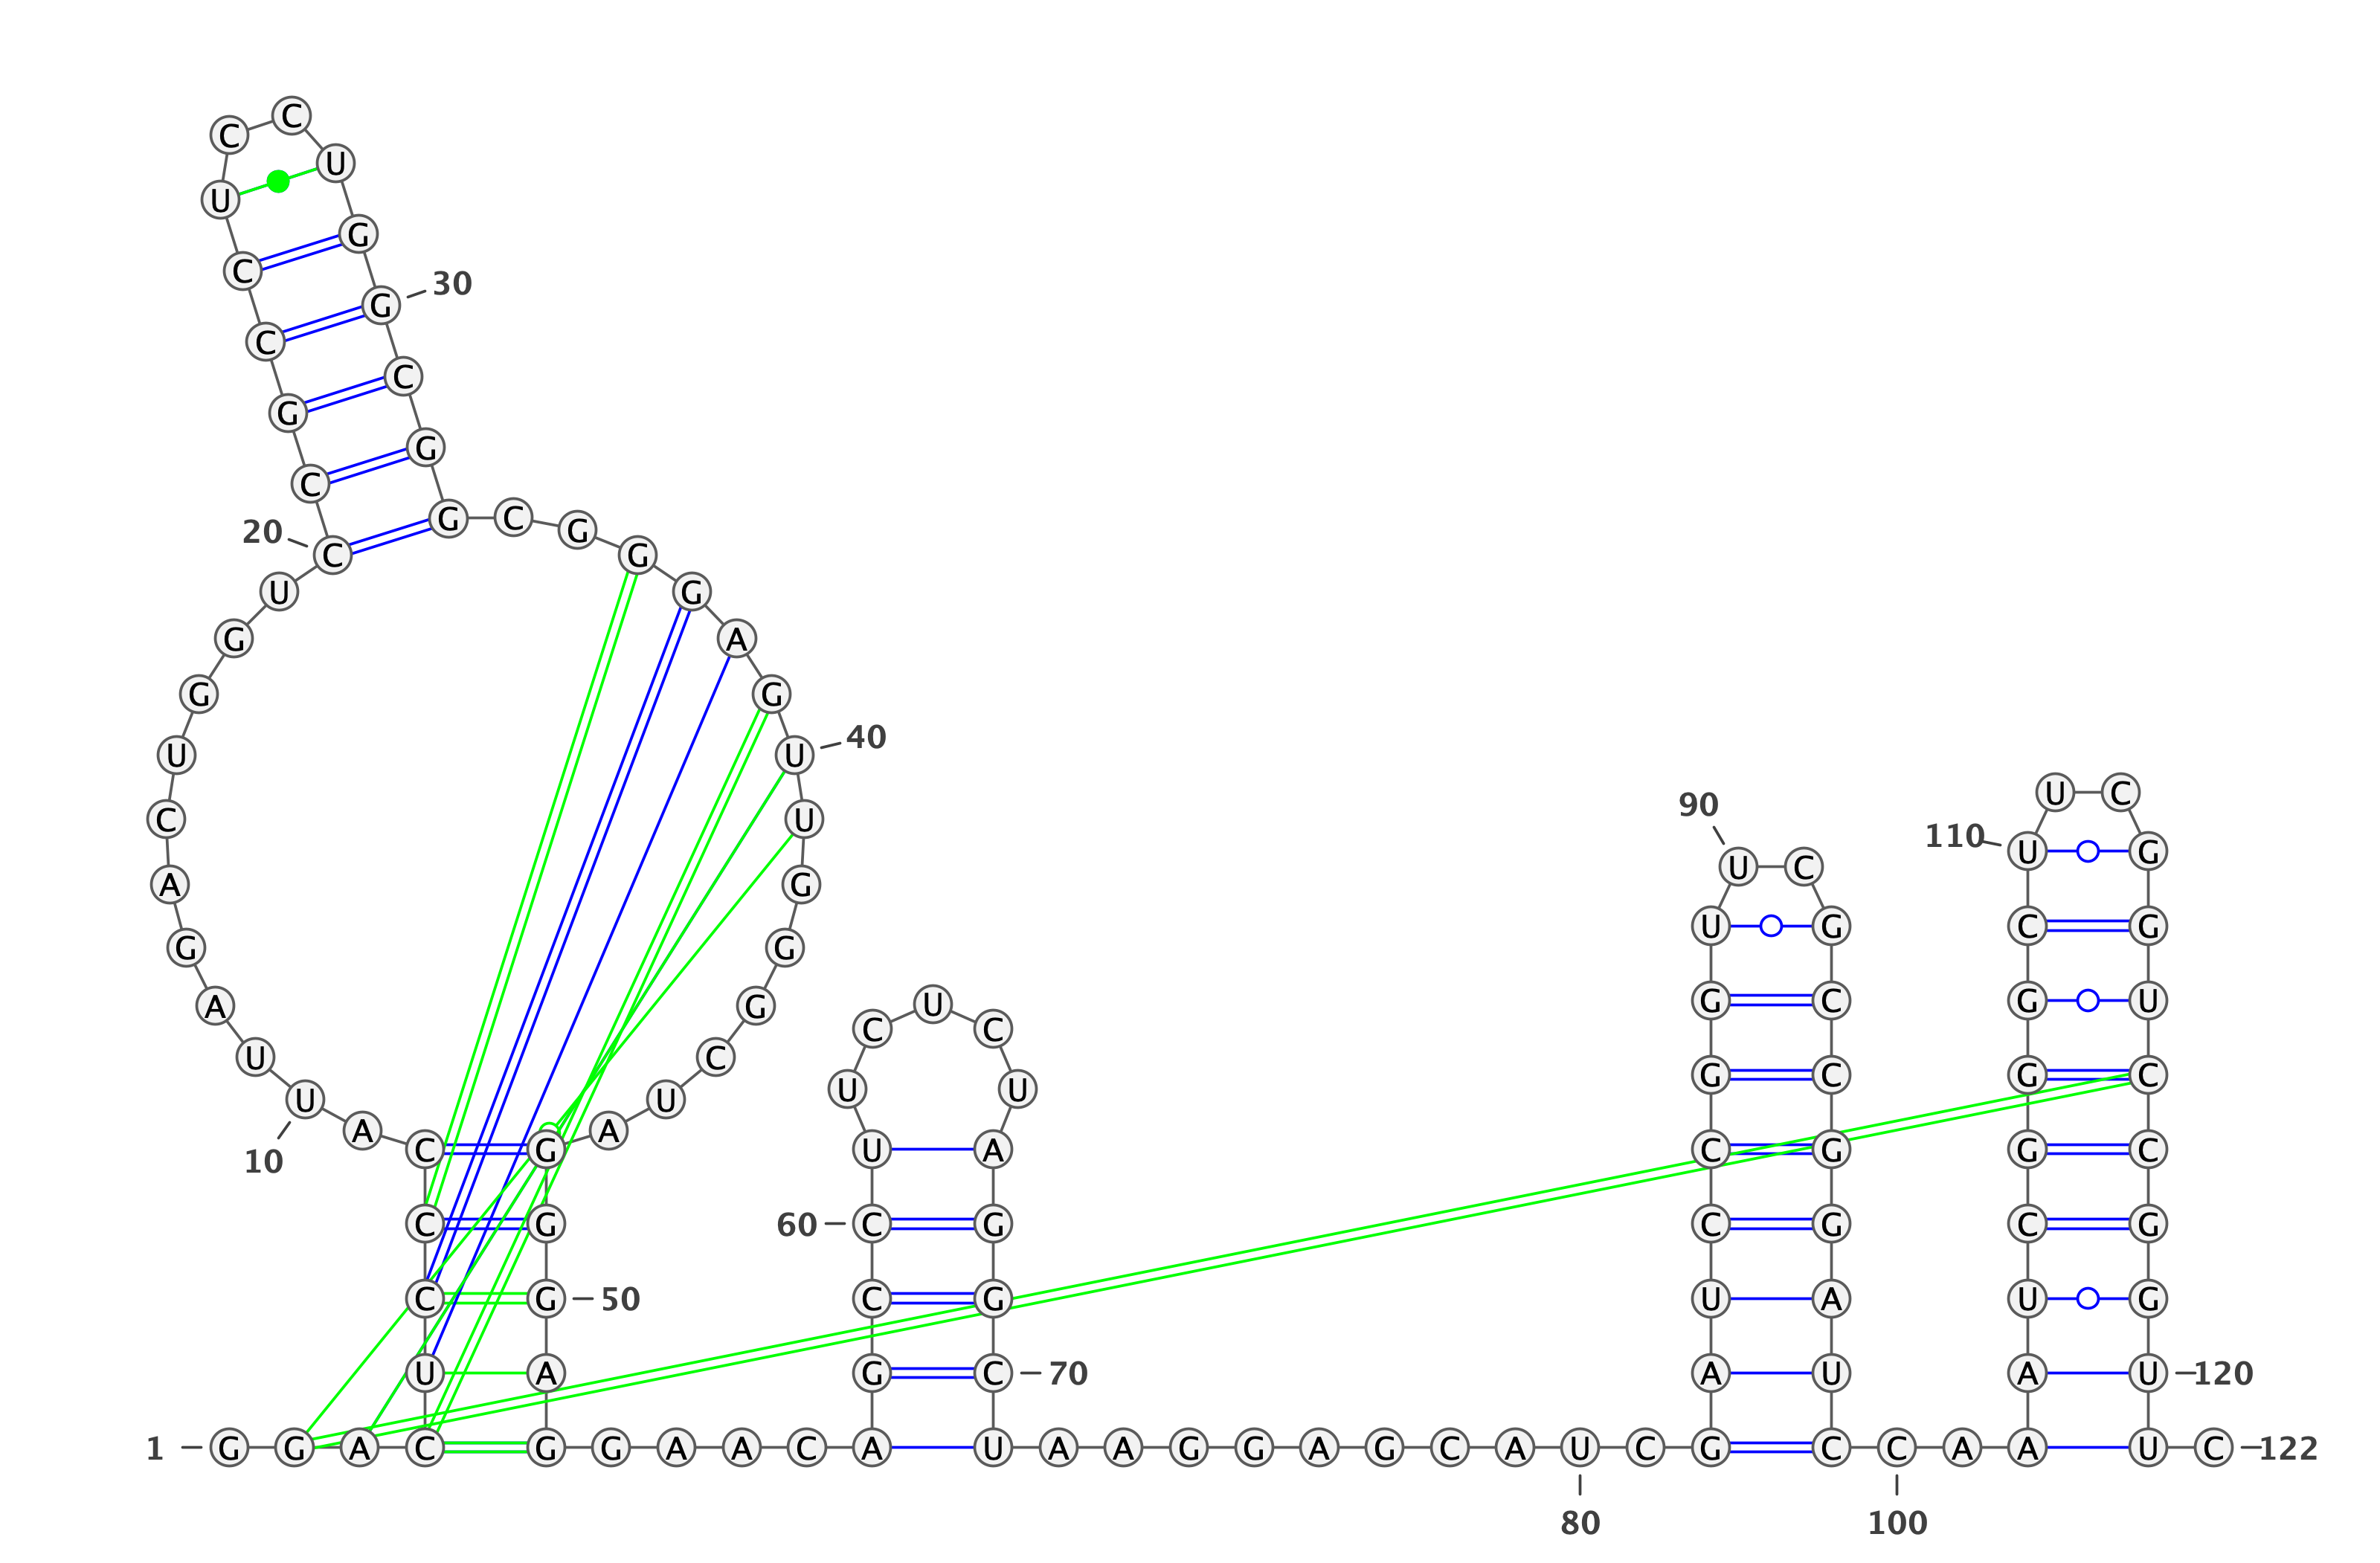 C C
U
U
G
C 30
G
C
C
G
G
C
G C G
20 C G
U G
G A
G G
40
U U
U C
90
C U
110 U G
U C
A G
U G C G
G G
G C G U
A G C U C
U C
G C G C
U U
U U
A A
C G U A C G G C
10
C G 60 C G C G C G
C G 50 C G U A U G
U A G C 70 A U A U 120
1 G G A C G G A A C A U A A G G A G C A U C G C C A A U C 122
80 100